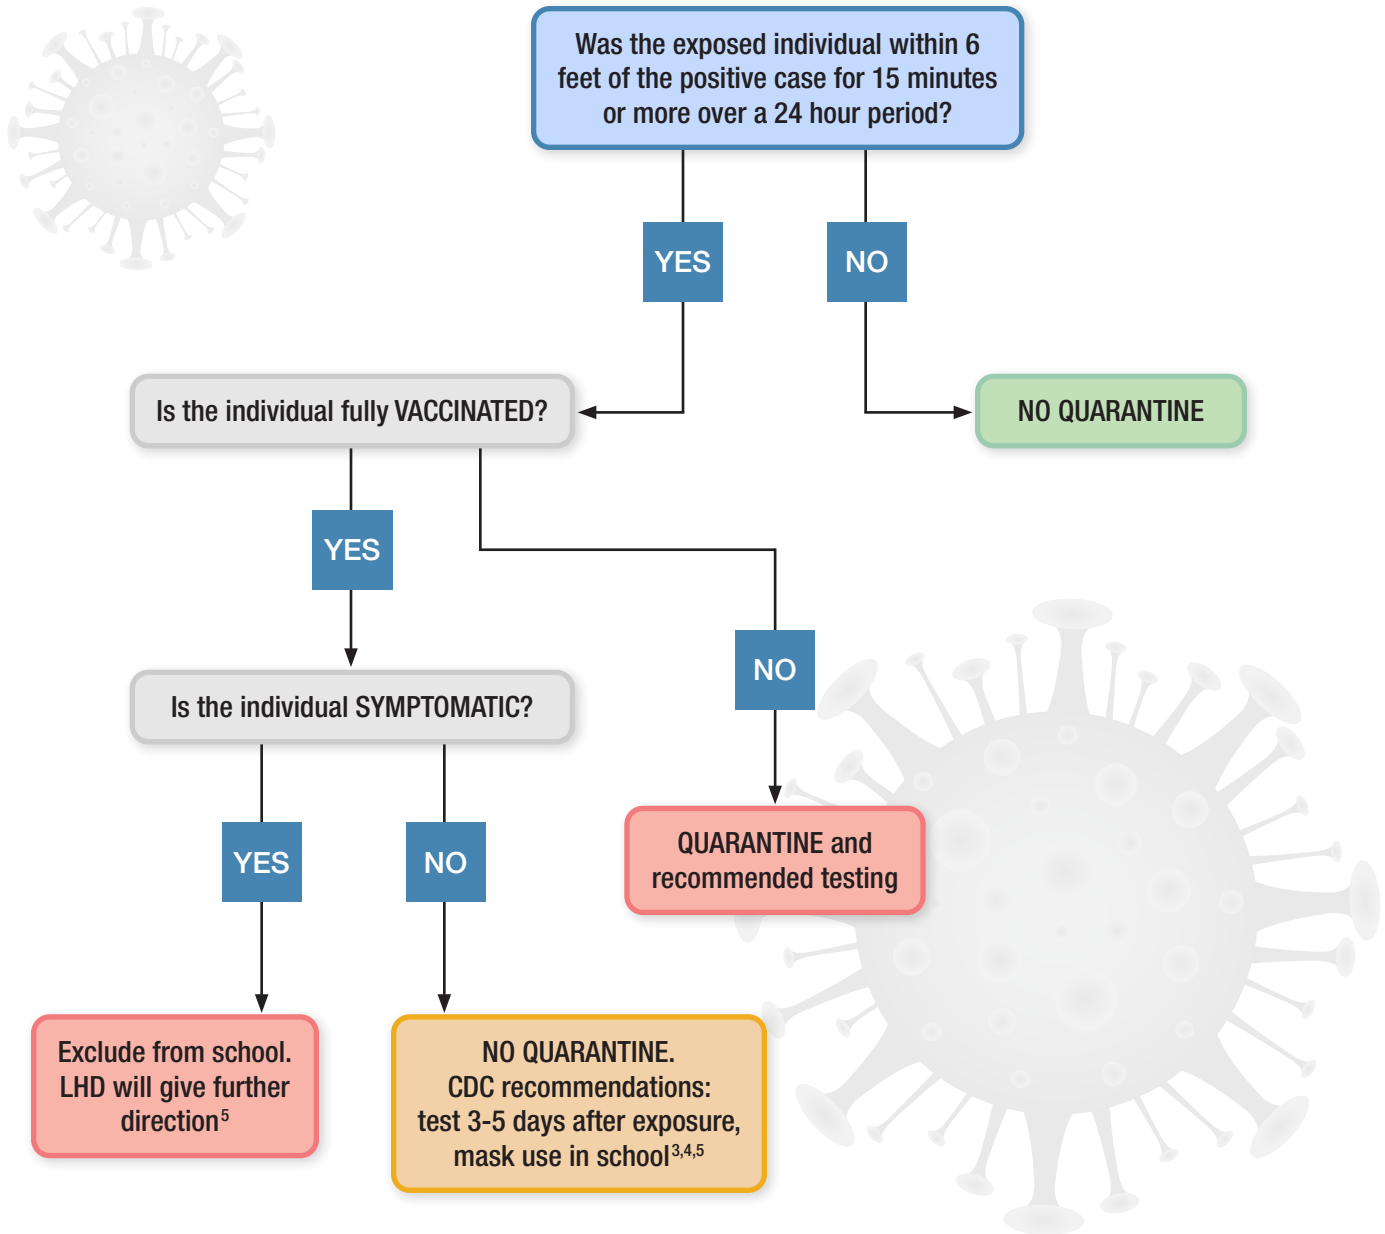 Was the exposed individual within 6
feet of the positive case for 15 minutes
or more over a 24 hour period?
YES
NO
Is the individual fully VACCINATED?
NO QUARANTINE
YES
NO
Is the individual SYMPTOMATIC?
YES
NO
QUARANTINE and
recommended testing
Exclude from school.
LHD will give further
direction5
NO QUARANTINE.
CDC recommendations:
test 3-5 days after exposure,
mask use in school3,4,5